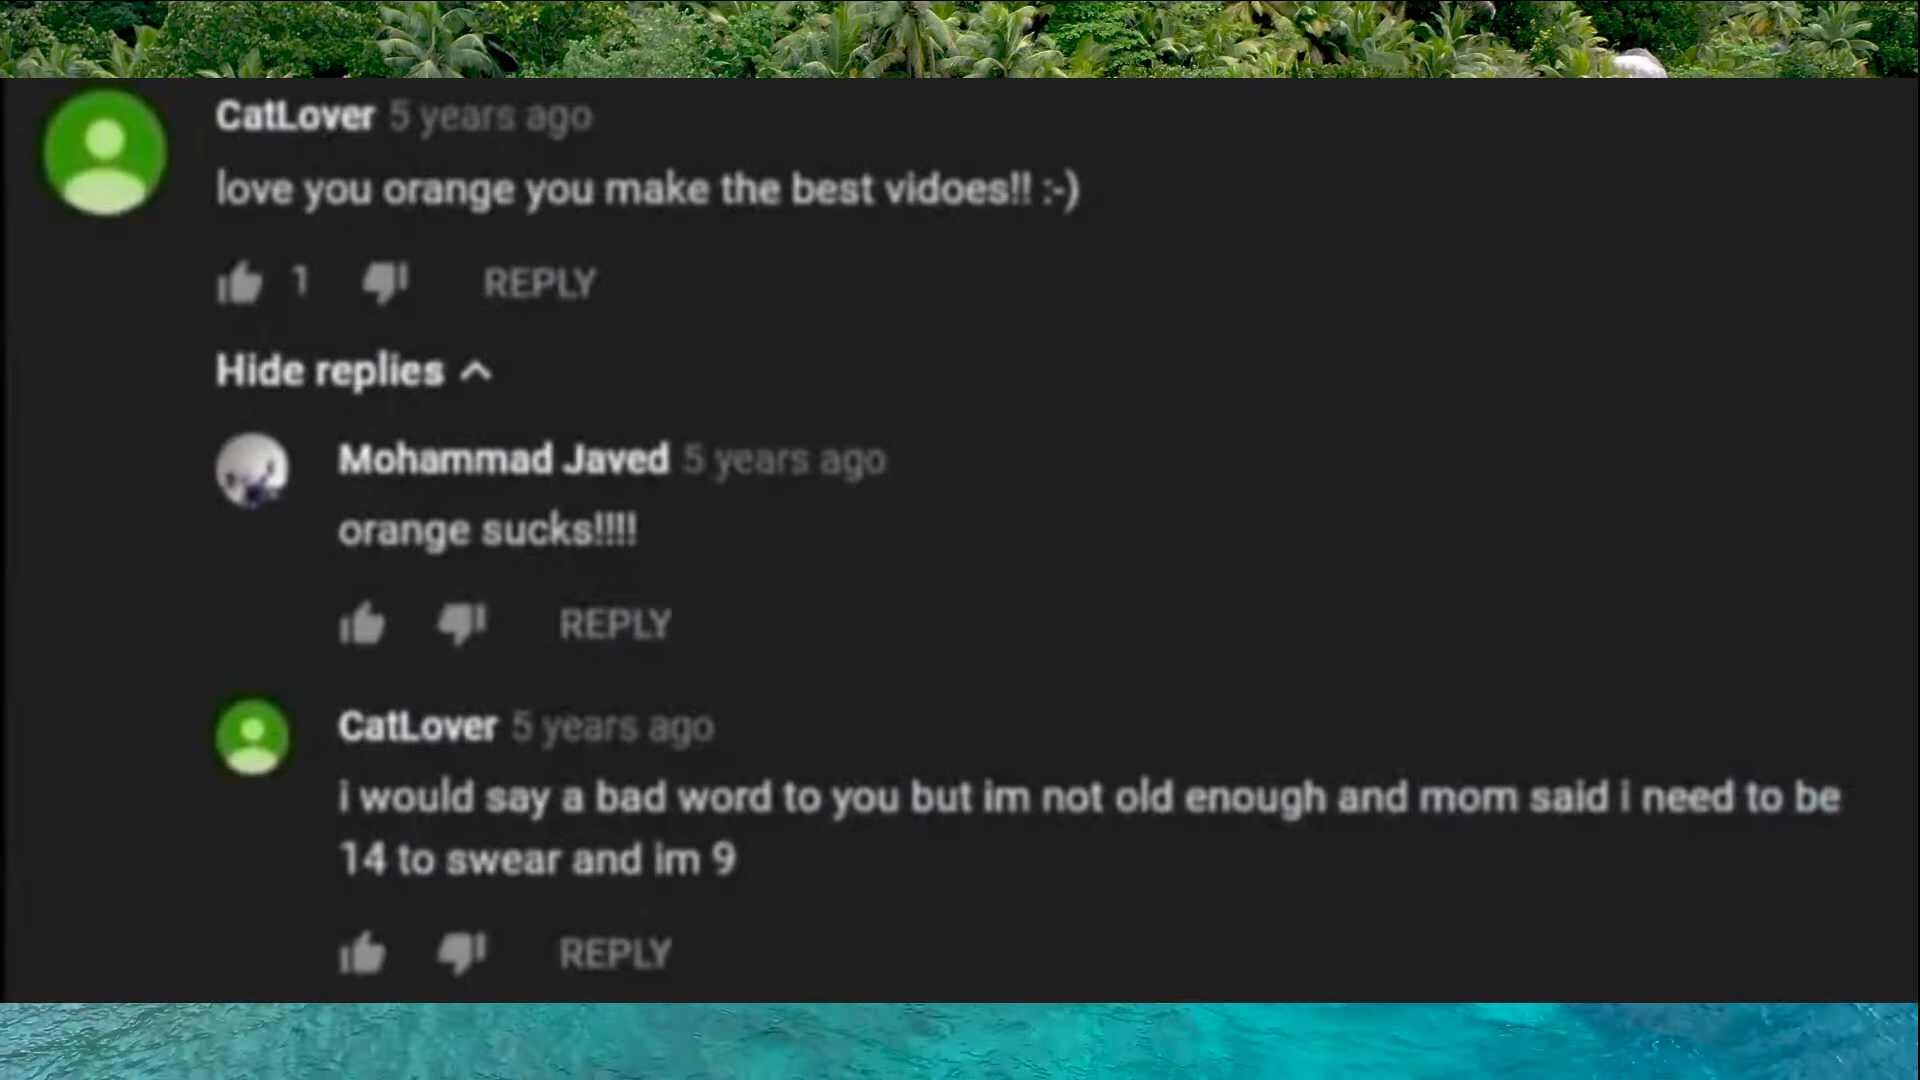 CatLover 5 years ago
love you orange you make the best vidoes!! :-)
1 REPLY
Hide replies
Mohammad Javed 5 years ago
orange sucks!!!!
REPLY
CatLover 5 years ago
i would say a bad word to you but im not old enough and mom said i need to be
14 to swear and im 9
REPLY